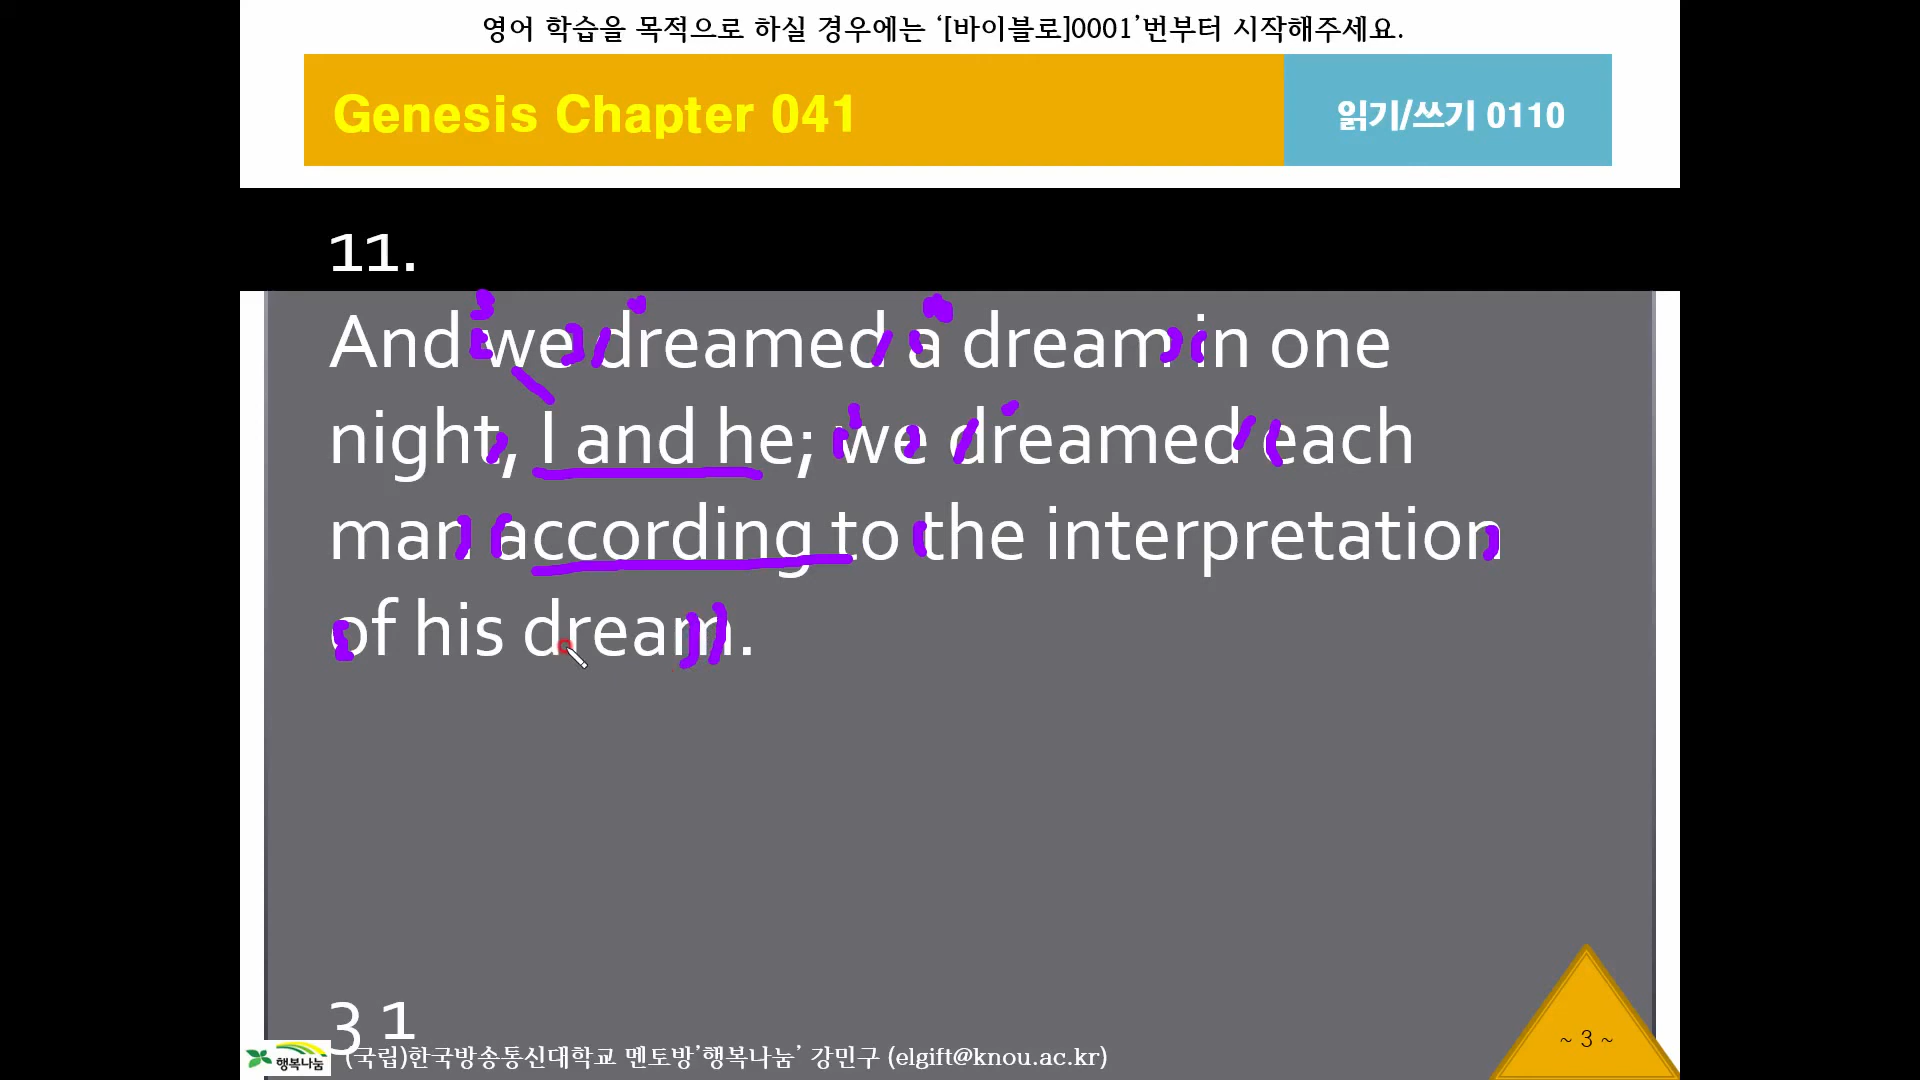 영어 학습을 목적으로 하실 경우에는 ‘[바이블로]0001’번부터 시작해주세요.
Genesis Chapter 041
읽기/쓰기 0110
11.
And we dreamed a dream in one
night, I and he; we dreamed each
man according to the interpretation
of his dream.
31
행복나눔
(국립)한국방송통신대학교 멘토방’행복나눔’ 강민구 (elgift@knou.ac.kr)
~ 3 ~